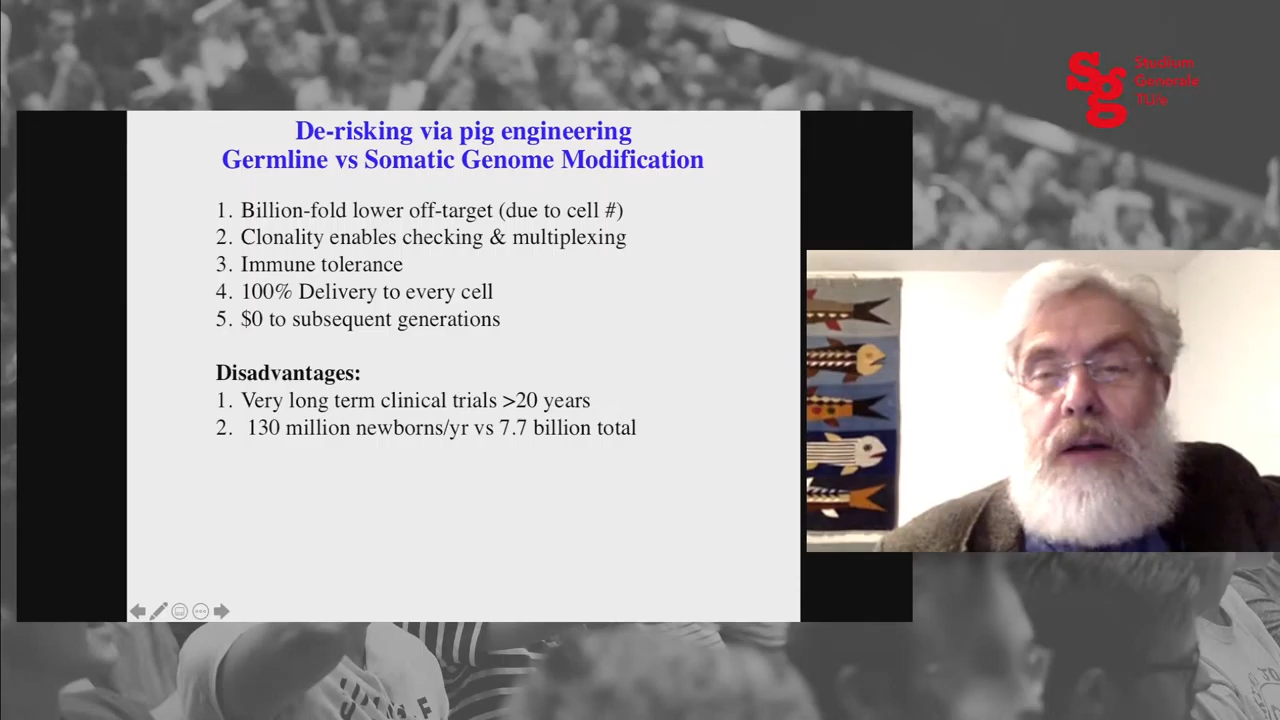 De-risking via pig engineering
Germline vs Somatic Genome Modification
1. Billion-fold lower off-target (due to cell #)
2. Clonality enables checking & multiplexing
3. Immune tolerance
4. 100% Delivery to every cell
5. $0 to subsequent generations
Disadvantages:
1. Very long term clinical trials >20 years
2. 130 million newborns/yr vs 7.7 billion total
sgg
Studium
Generale
TU/e